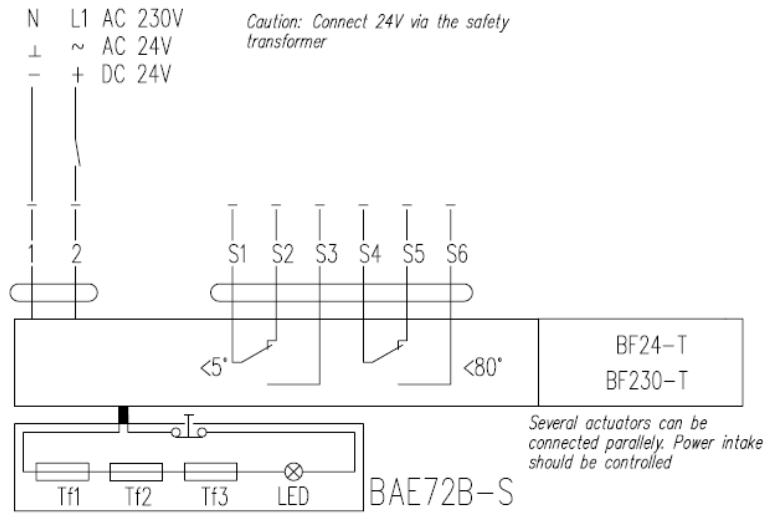 N L1 AC 230V
⊥ ~ AC 24V
− + DC 24V
Caution: Connect 24V via the safety
transformer
1 2 S1 S2 S3 S4 S5 S6
<5° <80°
BF24-T
BF230-T
Several actuators can be
connected parallely. Power intake
should be controlled
Tf1 Tf2 Tf3 LED
BAE72B-S